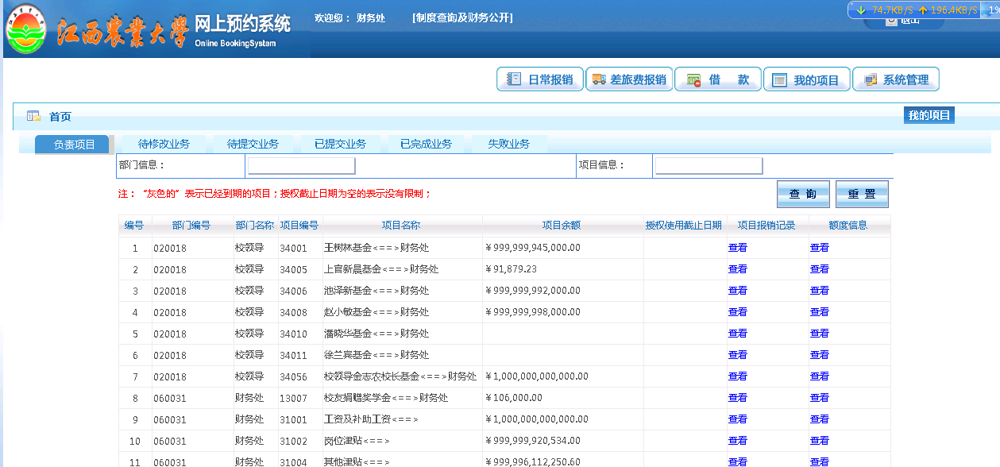 江西农業大學 网上预约系统
Online BookingSystem
欢迎您： 财务处 [制度查询及财务公开]
74.7KB/S 196.4KB/S 1%
退出
日常报销 差旅费报销 借 款 我的项目 系统管理
首页 我的项目
负责项目 待修改业务 待提交业务 已提交业务 已完成业务 失败业务
部门信息： 项目信息：
注：“灰色的”表示已经到期的项目；授权截止日期为空的表示没有限制；
查 询 重 置
编号 部门编号 部门名称 项目编号 项目名称 项目余额 授权使用截止日期 项目报销记录 额度信息
1 020018 校领导 34001 王树林基金<==>财务处 ￥999,999,945,000.00 查看 查看
2 020018 校领导 34005 上官新晨基金<==>财务处 ￥91,879.23 查看 查看
3 020018 校领导 34006 池泽新基金<==>财务处 ￥999,999,992,000.00 查看 查看
4 020018 校领导 34008 赵小敏基金<==>财务处 ￥999,999,998,000.00 查看 查看
5 020018 校领导 34010 潘晓华基金<==>财务处 查看 查看
6 020018 校领导 34011 徐兰宾基金<==>财务处 查看 查看
7 020018 校领导 34056 校领导金志农校长基金<==>财务处 ￥1,000,000,000,000.00 查看 查看
8 060031 财务处 13007 校友捐赠奖学金<==>财务处 ￥106,000.00 查看 查看
9 060031 财务处 31001 工资及补助工资<==> ￥1,000,000,000,000.00 查看 查看
10 060031 财务处 31002 岗位津贴<==> ￥999,999,920,534.00 查看 查看
11 060031 财务处 31004 其他津贴<==> ￥999,996,112,250.60 查看 查看